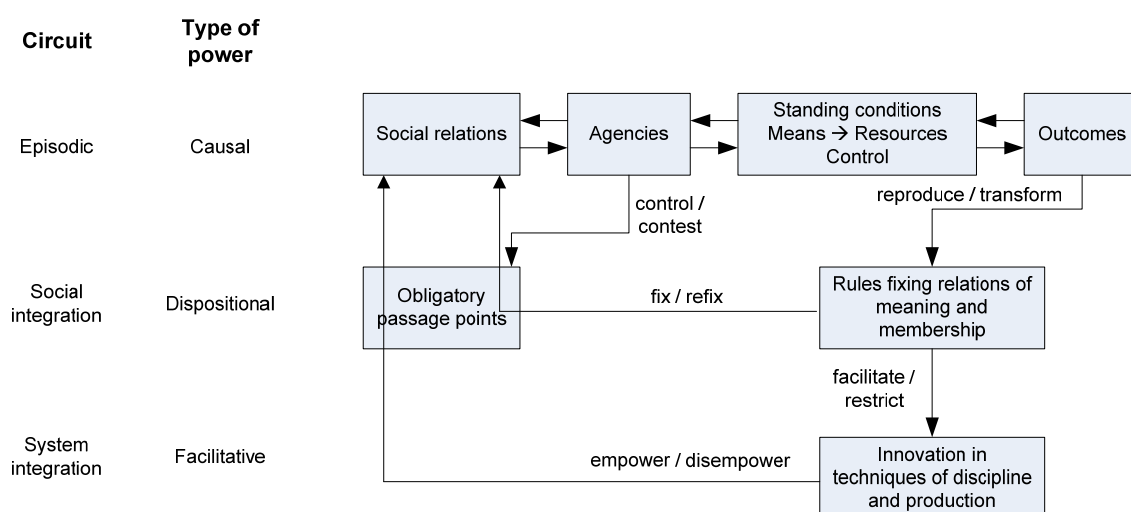 Circuit
Type of
power
Episodic
Causal
Social relations
Agencies
Standing conditions
Means → Resources
Control
Outcomes
control /
contest
reproduce / transform
Social
integration
Dispositional
Obligatory
passage points
fix / refix
Rules fixing relations of
meaning and
membership
facilitate /
restrict
System
integration
Facilitative
empower / disempower
Innovation in
techniques of discipline
and production